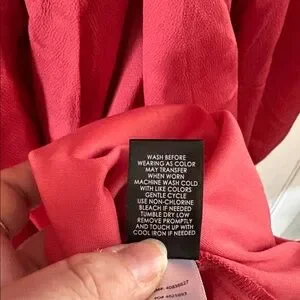 WASH BEFORE
WEARING AS COLOR
MAY TRANSFER
WHEN WORN
MACHINE WASH COLD
WITH LIKE COLORS
GENTLE CYCLE
USE NON-CHLORINE
BLEACH IF NEEDED
TUMBLE DRY LOW
REMOVE PROMPTLY
AND TOUCH UP WITH
COOL IRON IF NEEDED